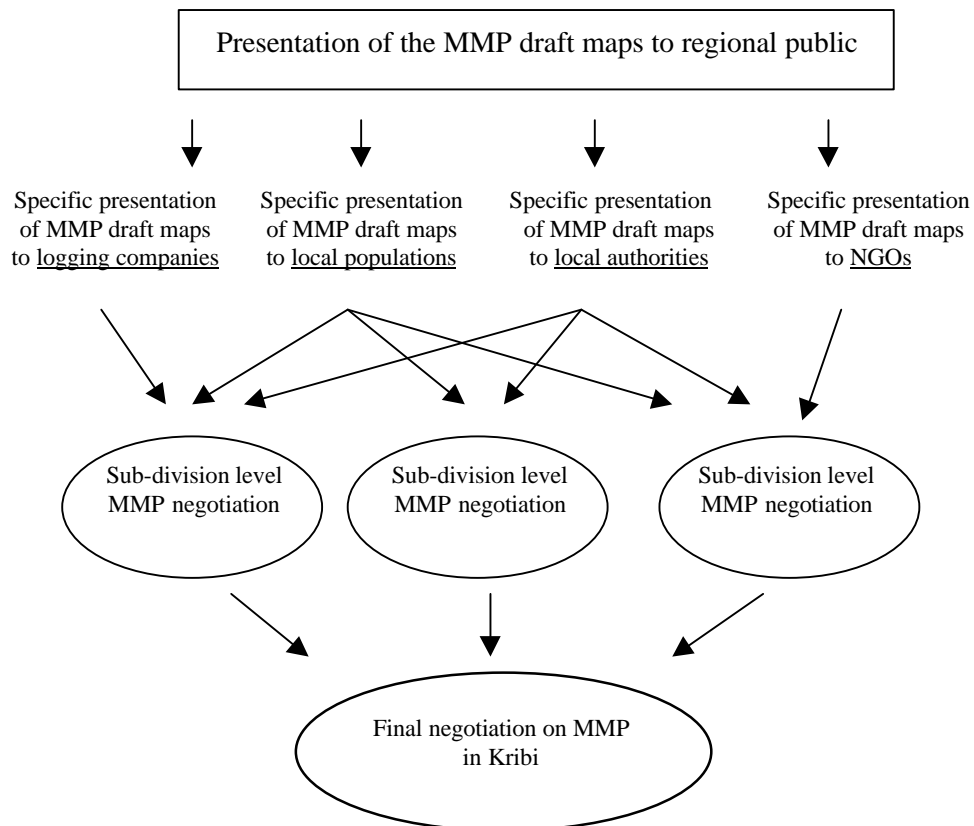 Presentation of the MMP draft maps to regional public
Specific presentation
of MMP draft maps
to logging companies
Specific presentation
of MMP draft maps
to local populations
Specific presentation
of MMP draft maps
to local authorities
Specific presentation
of MMP draft maps
to NGOs
Sub-division level
MMP negotiation
Sub-division level
MMP negotiation
Sub-division level
MMP negotiation
Final negotiation on MMP
in Kribi